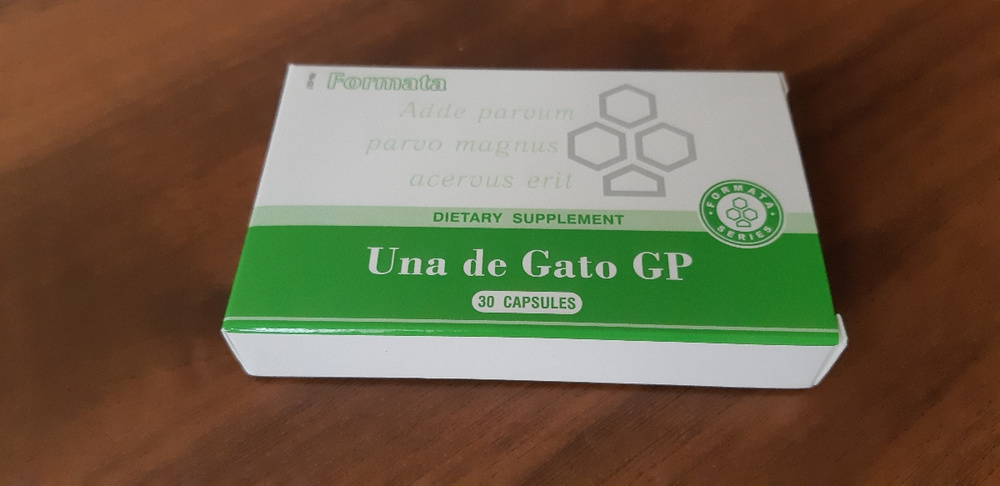 Formata
Adde parvum
parvo magnus
acervus erit
DIETARY SUPPLEMENT
FORMATA
SERIES
Una de Gato GP
30 CAPSULES